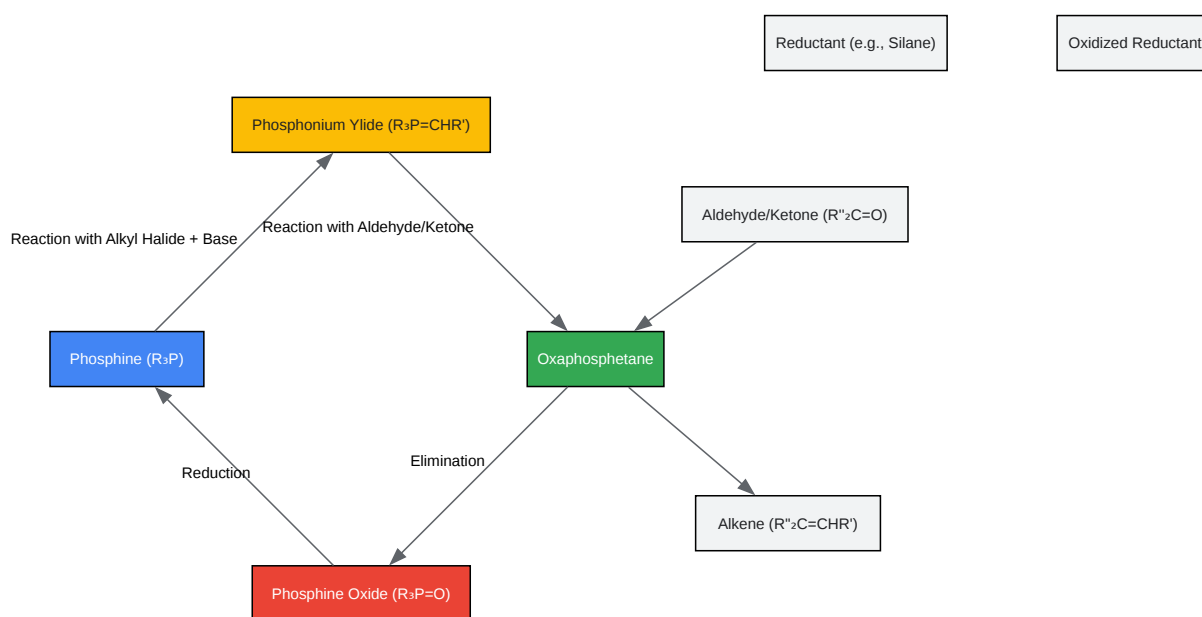 Reductant (e.g., Silane)
Oxidized Reductant
Phosphonium Ylide (R₃P=CHR')
Aldehyde/Ketone (R"₂C=O)
Reaction with Alkyl Halide + Base
Reaction with Aldehyde/Ketone
Phosphine (R₃P)
Oxaphosphetane
Reduction
Elimination
Alkene (R"₂C=CHR')
Phosphine Oxide (R₃P=O)